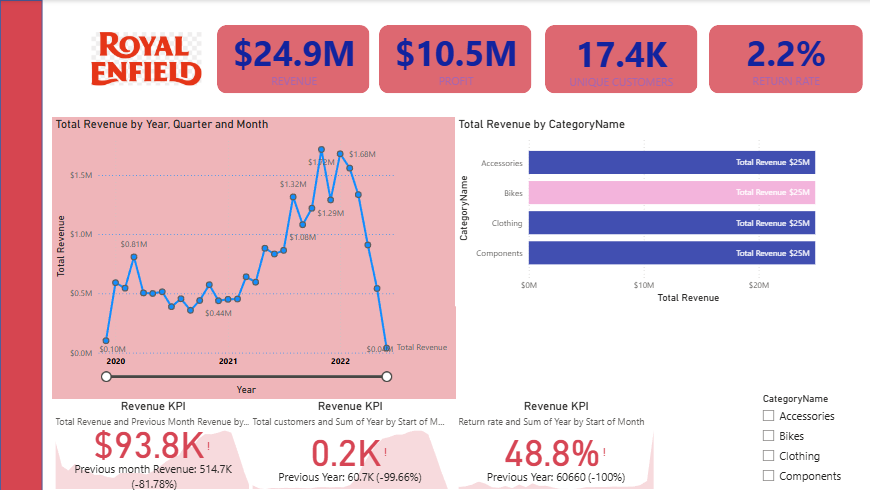 ROYAL
ENFIELD
$24.9M
REVENUE
$10.5M
PROFIT
17.4K
UNIQUE CUSTOMERS
2.2%
RETURN RATE
Total Revenue by Year, Quarter and Month
Total Revenue
$1.5M
$1.0M
$0.5M
$0.0M
$0.10M
$0.81M
$0.44M
$1.32M
$1.08M
$1.29M
$1.68M
Total Revenue
2020
2021
2022
Year
Total Revenue by CategoryName
CategoryName
Accessories
Total Revenue $25M
Bikes
Total Revenue $25M
Clothing
Total Revenue $25M
Components
Total Revenue $25M
$0M
$10M
$20M
Total Revenue
Revenue KPI
Total Revenue and Previous Month Revenue by...
$93.8K!
Previous month Revenue: 514.7K
(-81.78%)
Revenue KPI
Total customers and Sum of Year by Start of M...
0.2K!
Previous Year: 60.7K (-99.66%)
Revenue KPI
Return rate and Sum of Year by Start of Month
48.8%!
Previous Year: 60660 (-100%)
CategoryName
Accessories
Bikes
Clothing
Components